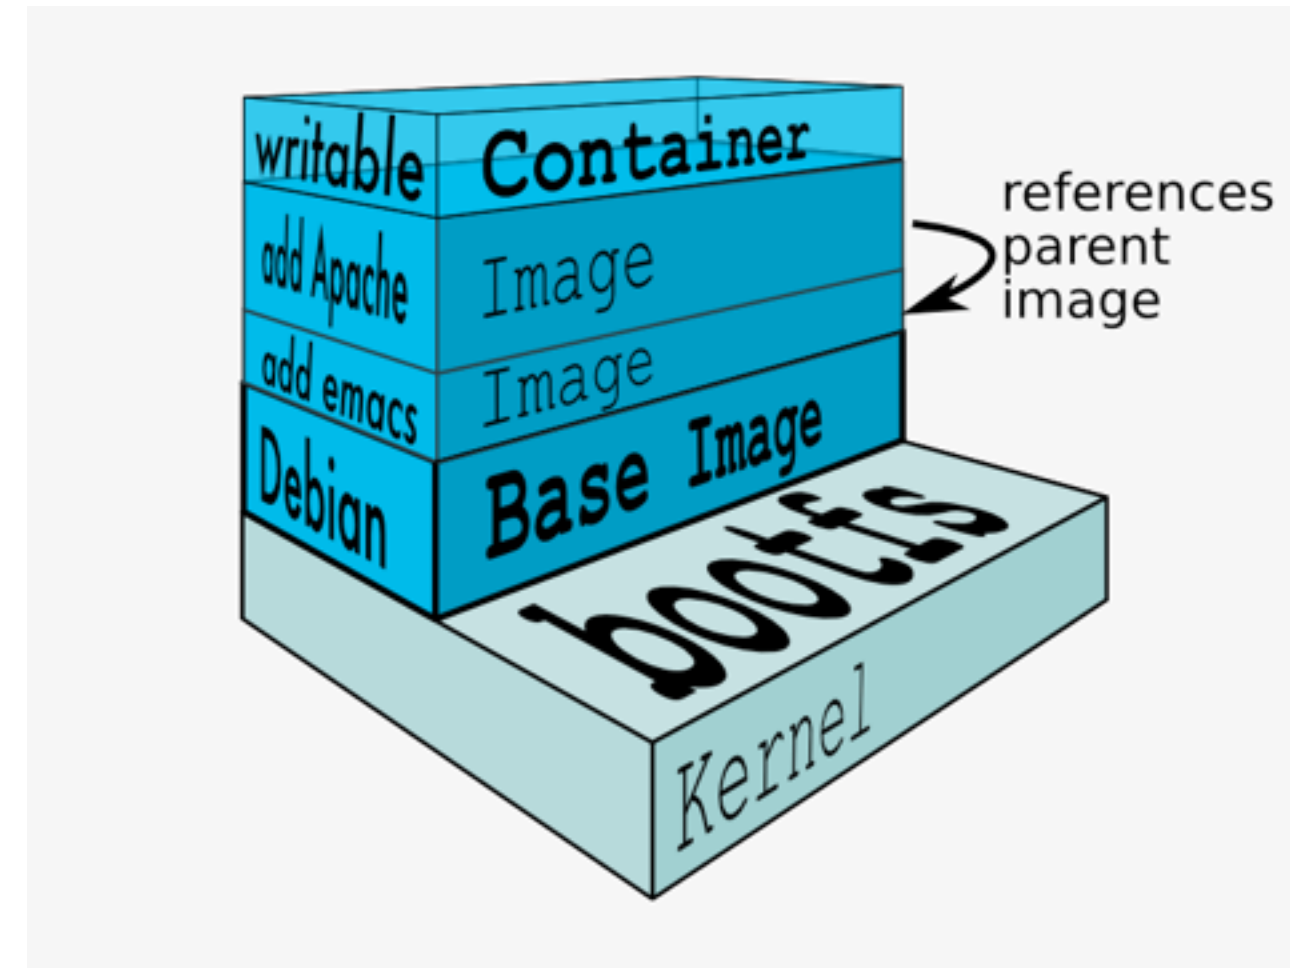 writable Container
add Apache Image
add emacs Image
Debian Base Image
bootfs
Kernel
references
parent
image